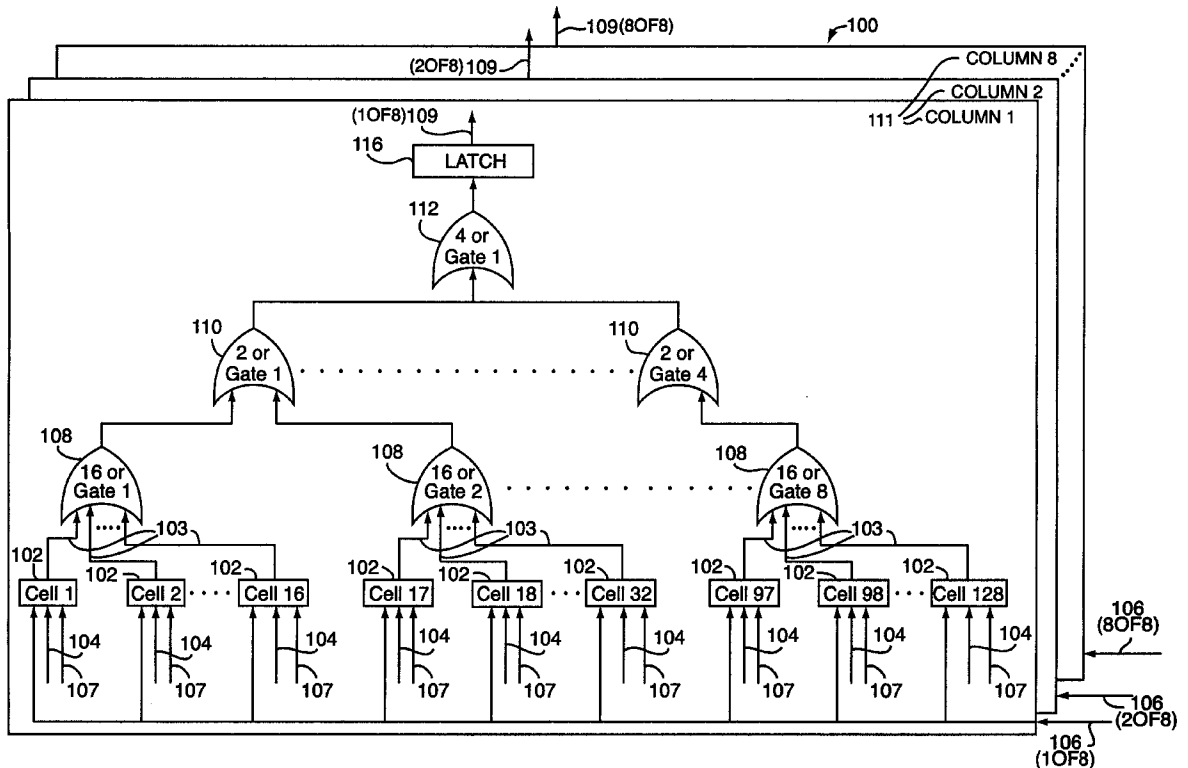 109(8OF8)
100
(2OF8)109
COLUMN 8
COLUMN 2
111
COLUMN 1
(1OF8)109
116
LATCH
112
4 or
Gate 1
110
2 or
Gate 1
110
2 or
Gate 4
108
16 or
Gate 1
108
16 or
Gate 2
108
16 or
Gate 8
103
103
103
102
102
102
102
102
102
102
102
102
Cell 1
Cell 2
Cell 16
Cell 17
Cell 18
Cell 32
Cell 97
Cell 98
Cell 128
104
104
104
104
104
104
104
104
104
107
107
107
107
107
107
107
107
107
106
(8OF8)
106
(2OF8)
106
(1OF8)